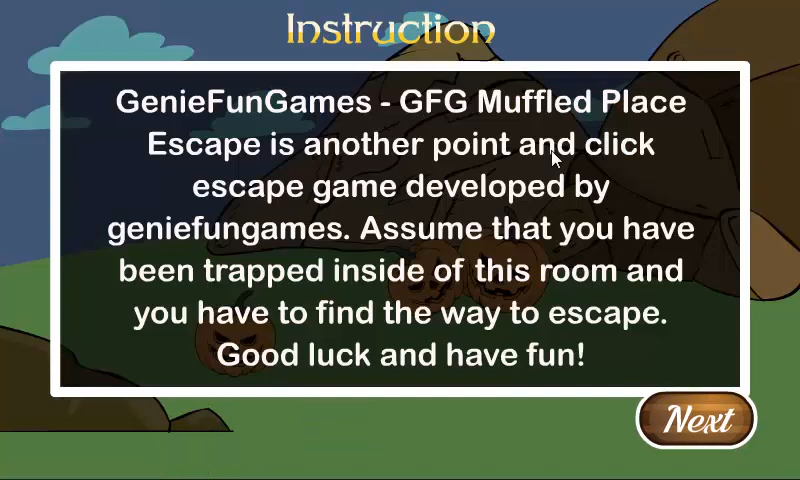 Instruction
GenieFunGames - GFG Muffled Place
Escape is another point and click
escape game developed by
geniefungames. Assume that you have
been trapped inside of this room and
you have to find the way to escape.
Good luck and have fun!
Next